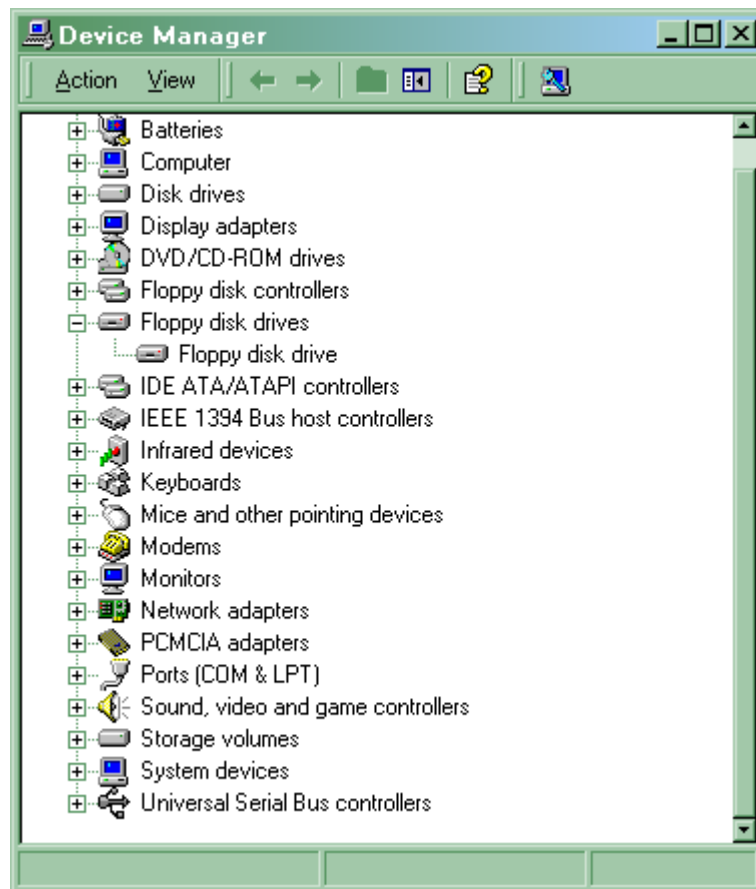 Device Manager
Action View
Batteries
Computer
Disk drives
Display adapters
DVD/CD-ROM drives
Floppy disk controllers
Floppy disk drives
Floppy disk drive
IDE ATA/ATAPI controllers
IEEE 1394 Bus host controllers
Infrared devices
Keyboards
Mice and other pointing devices
Modems
Monitors
Network adapters
PCMCIA adapters
Ports (COM & LPT)
Sound, video and game controllers
Storage volumes
System devices
Universal Serial Bus controllers